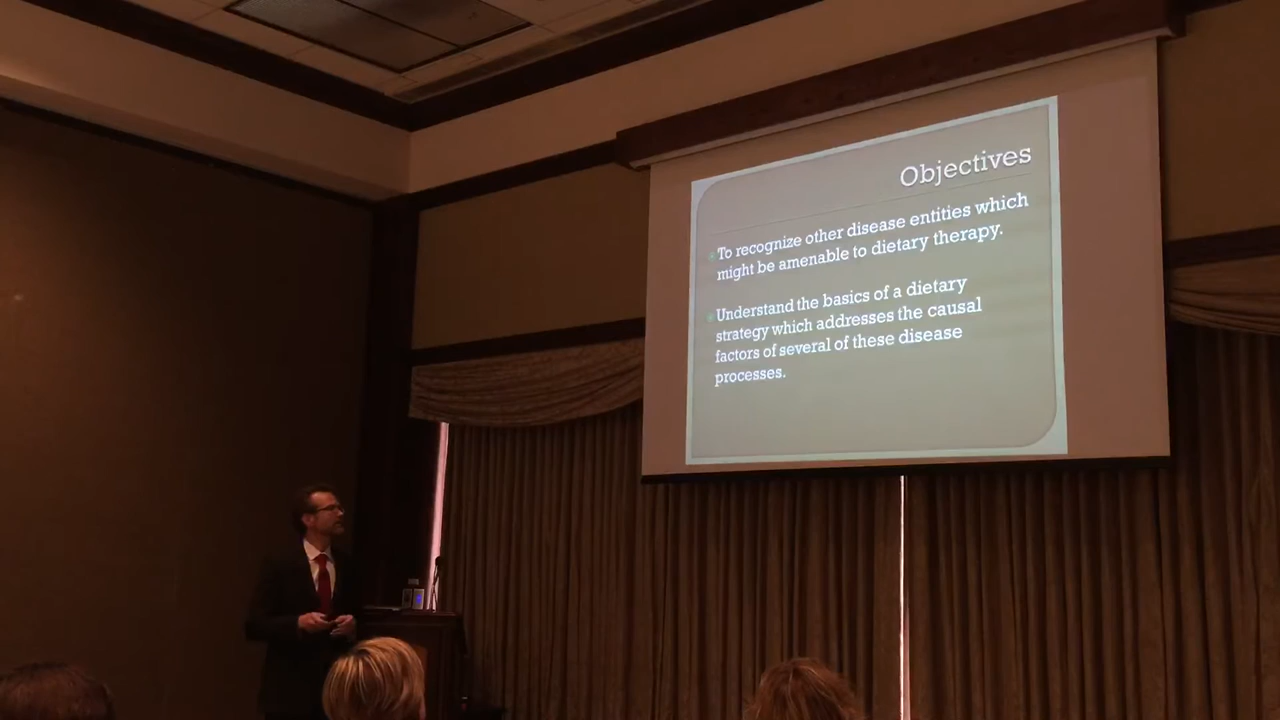 Objectives
To recognize other disease entities which
might be amenable to dietary therapy.
Understand the basics of a dietary
strategy which addresses the causal
factors of several of these disease
processes.